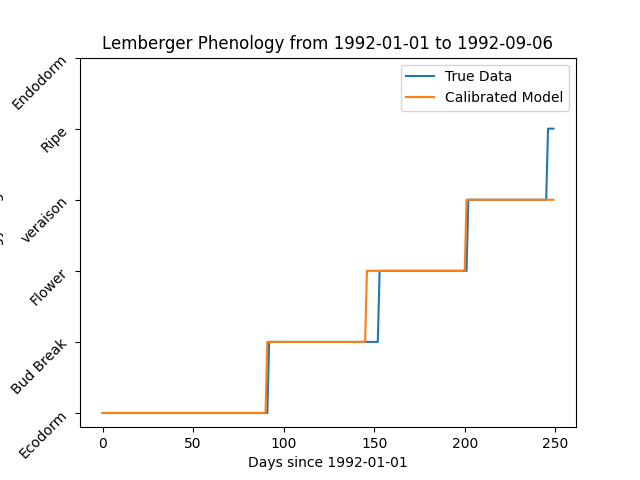 Lemberger Phenology from 1992-01-01 to 1992-09-06
True Data
Calibrated Model
Endodorm
Ripe
veraison
Flower
Bud Break
Ecodorm
0 50 100 150 200 250
Days since 1992-01-01